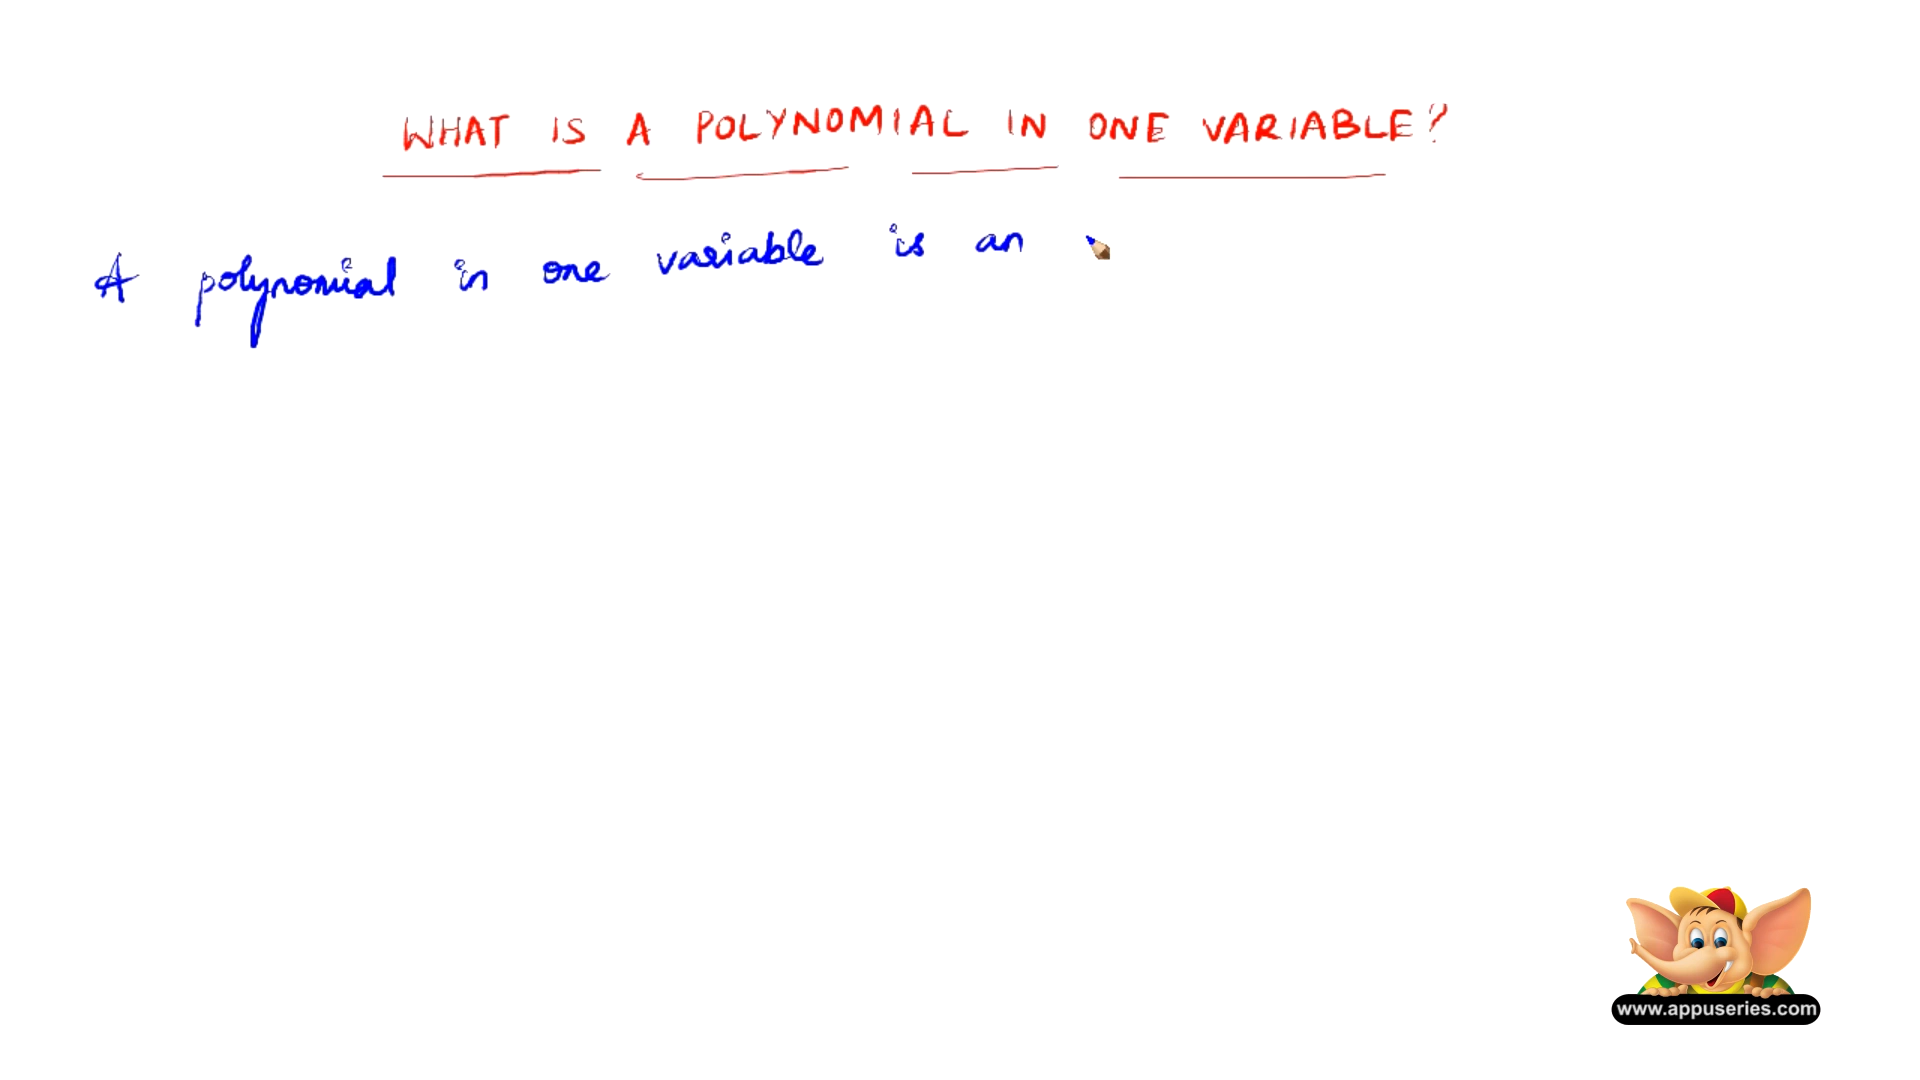 WHAT IS A POLYNOMIAL IN ONE VARIABLE?
A polynomial in one variable is an
www.appuseries.com